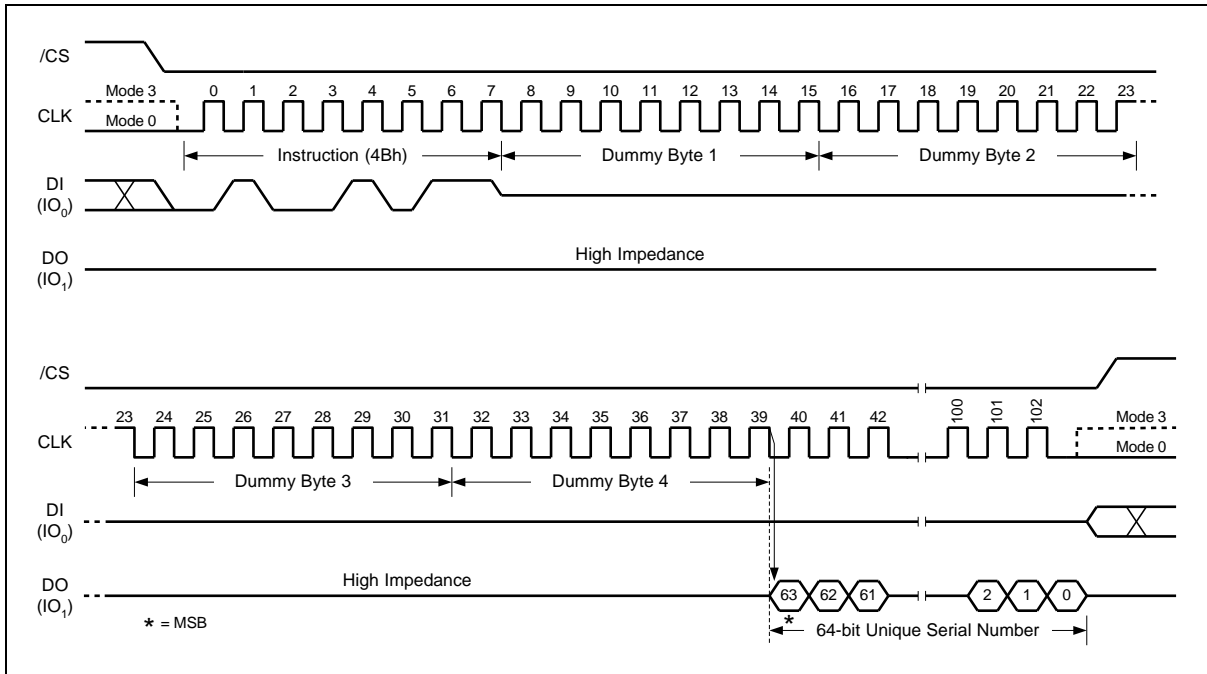 /CS
Mode 3
0 1 2 3 4 5 6 7 8 9 10 11 12 13 14 15 16 17 18 19 20 21 22 23
CLK
Mode 0
Instruction (4Bh) Dummy Byte 1 Dummy Byte 2
DI
(IO0)
High Impedance
DO
(IO1)
/CS
23 24 25 26 27 28 29 30 31 32 33 34 35 36 37 38 39 40 41 42 100 101 102
Mode 3
CLK
Mode 0
Dummy Byte 3 Dummy Byte 4
DI
(IO0)
High Impedance
DO
(IO1)
63 62 61 2 1 0
* = MSB
*
64-bit Unique Serial Number